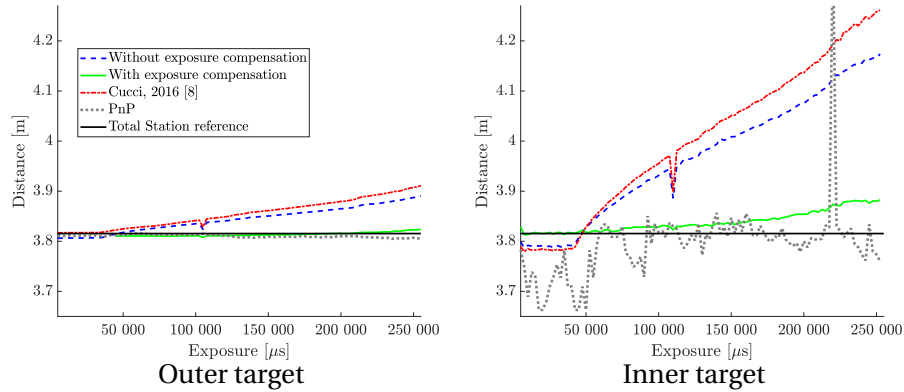 4.2
4.1
4
3.9
3.8
3.7
Distance [m]
Without exposure compensation
With exposure compensation
Cucci, 2016 [8]
PnP
Total Station reference
50 000 100 000 150 000 200 000 250 000
Exposure [µs]
Outer target
4.2
4.1
4
3.9
3.8
3.7
Distance [m]
50 000 100 000 150 000 200 000 250 000
Exposure [µs]
Inner target